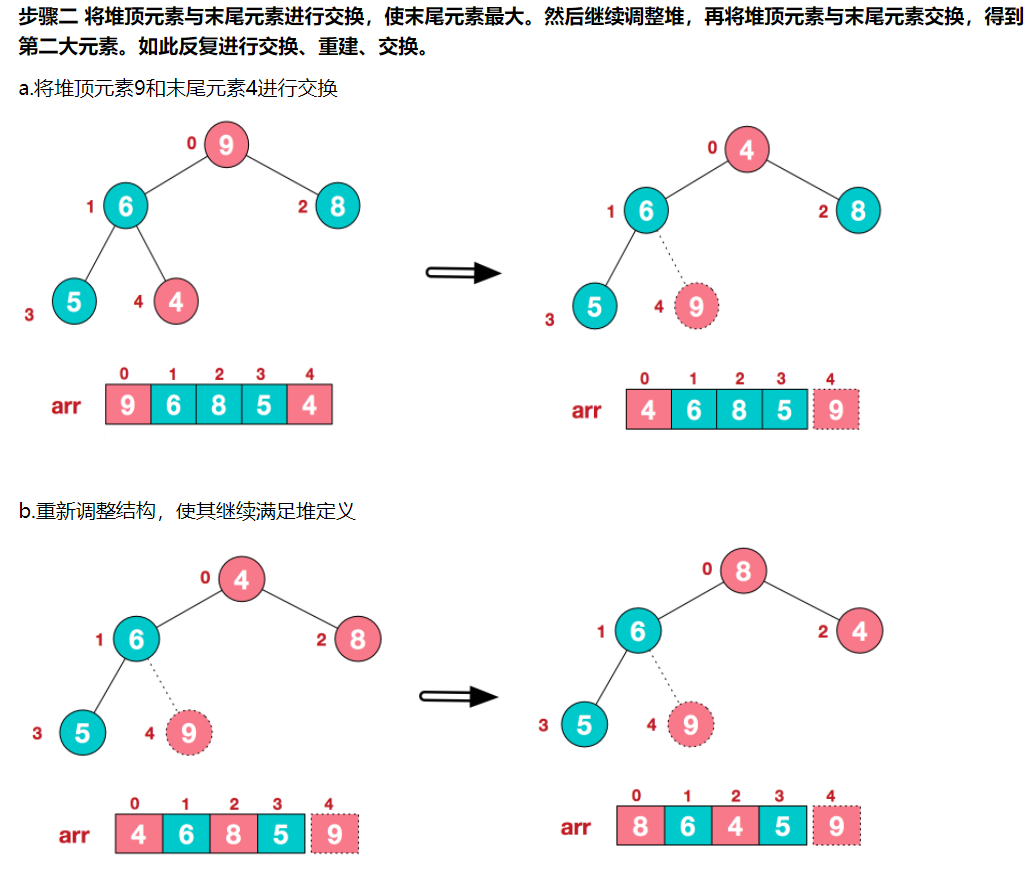 步骤二 将堆顶元素与末尾元素进行交换，使末尾元素最大。然后继续调整堆，再将堆顶元素与末尾元素交换，得到
第二大元素。如此反复进行交换、重建、交换。
a.将堆顶元素9和末尾元素4进行交换
0 9
1 6 2 8
3 5 4 4
0 1 2 3 4
arr 9 6 8 5 4
0 4
1 6 2 8
3 5 4 9
0 1 2 3 4
arr 4 6 8 5 9
b.重新调整结构，使其继续满足堆定义
0 4
1 6 2 8
3 5 4 9
0 1 2 3 4
arr 4 6 8 5 9
0 8
1 6 2 4
3 5 4 9
0 1 2 3 4
arr 8 6 4 5 9